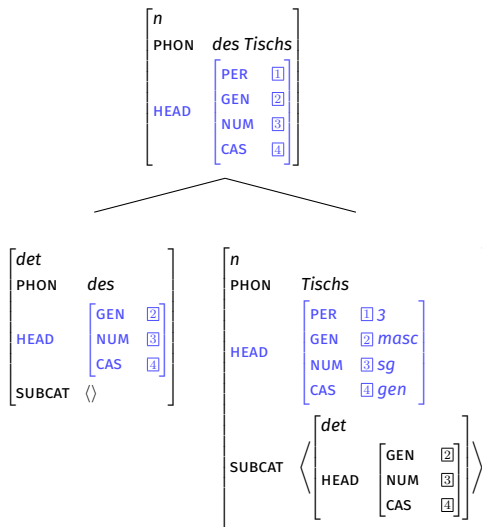 n
PHON des Tischs
PER 1
GEN 2
HEAD
NUM 3
CAS 4
det
PHON des
GEN 2
HEAD NUM 3
CAS 4
SUBCAT ⟨⟩
n
PHON Tischs
PER 1 3
GEN 2 masc
HEAD
NUM 3 sg
CAS 4 gen
det
GEN 2
SUBCAT ⟨ HEAD NUM 3 ⟩
CAS 4